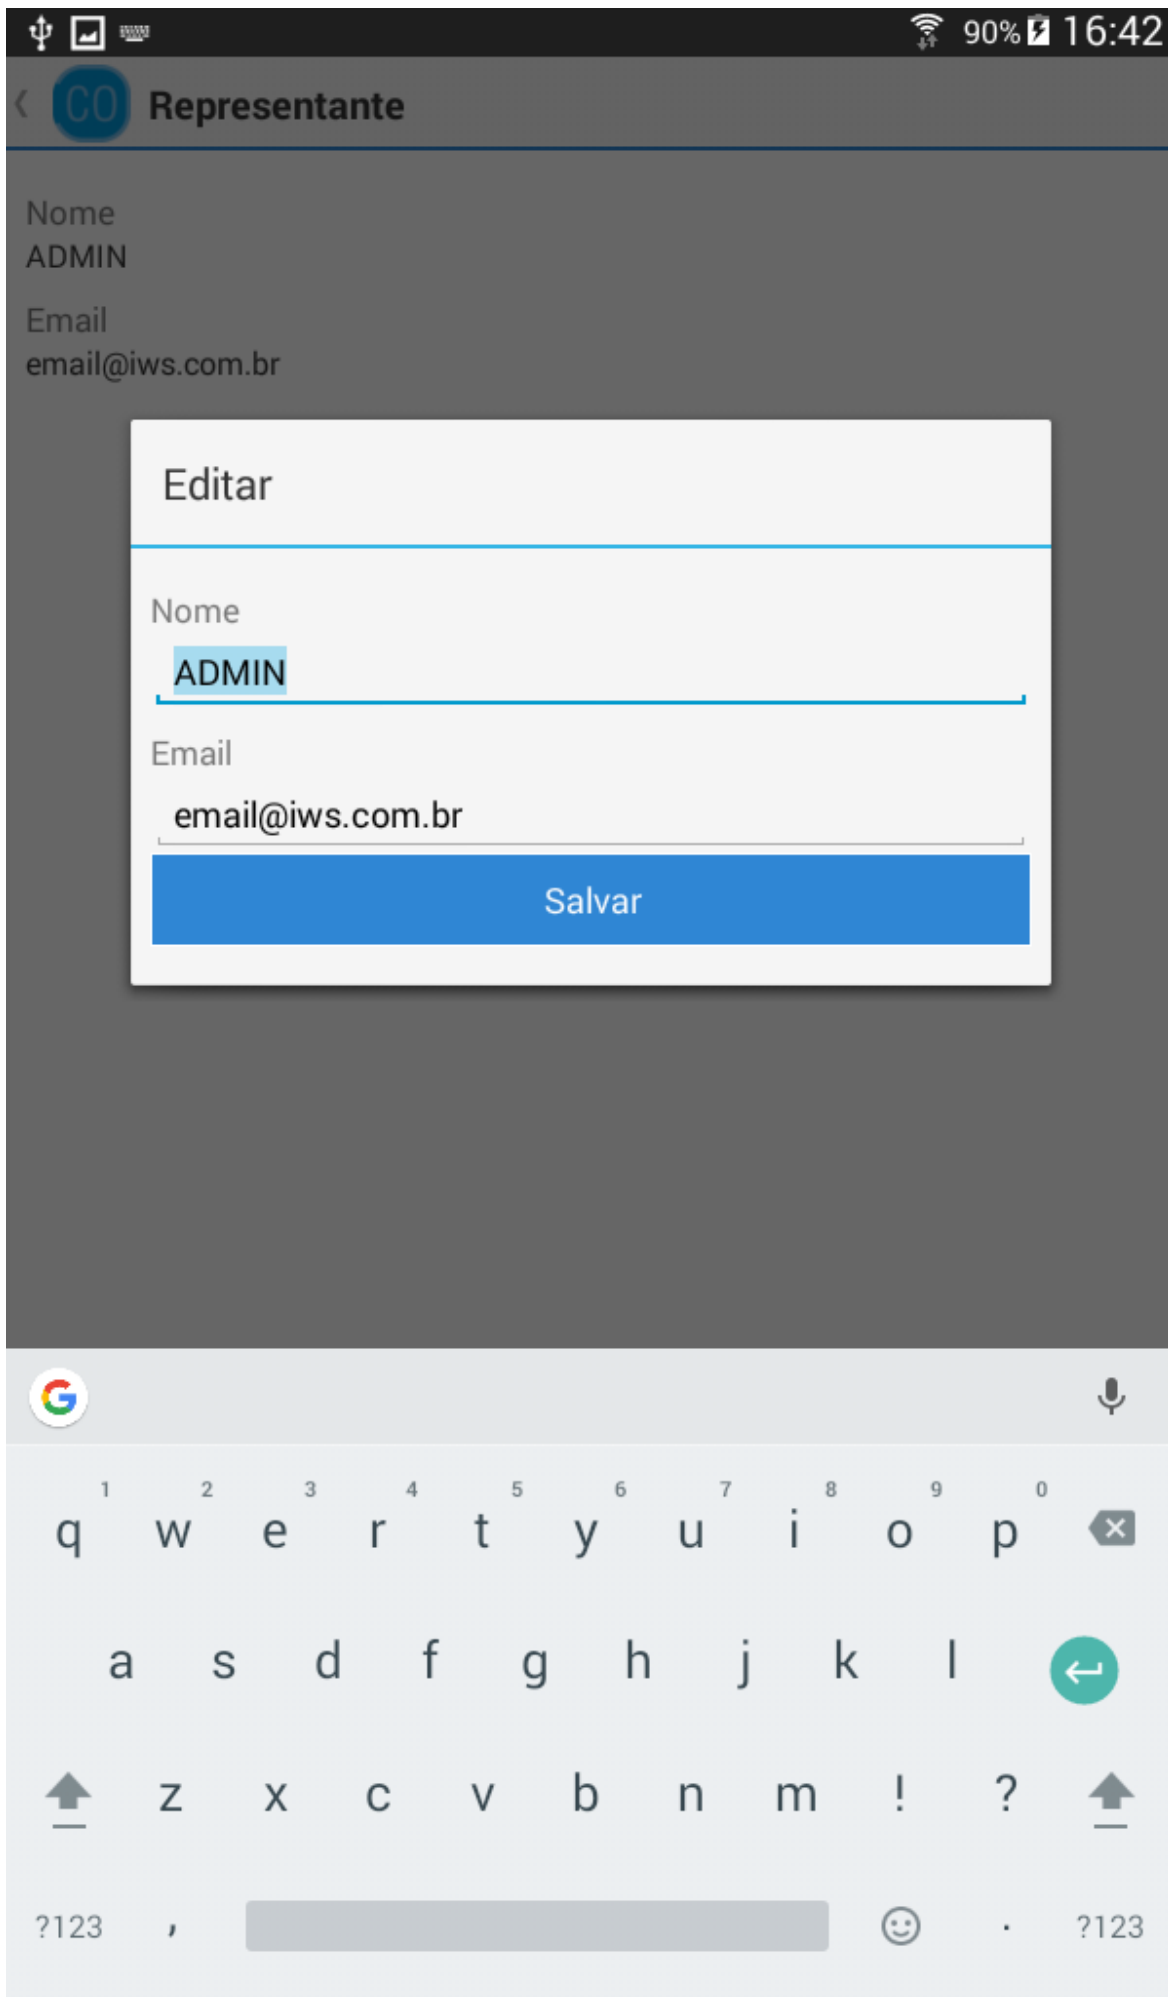 90% 16:42
CO Representante
Nome
ADMIN
Email
email@iws.com.br
Editar
Nome
ADMIN
Email
email@iws.com.br
Salvar
G
1 2 3 4 5 6 7 8 9 0
q w e r t y u i o p
a s d f g h j k l
z x c v b n m ! ?
?123 , . ?123